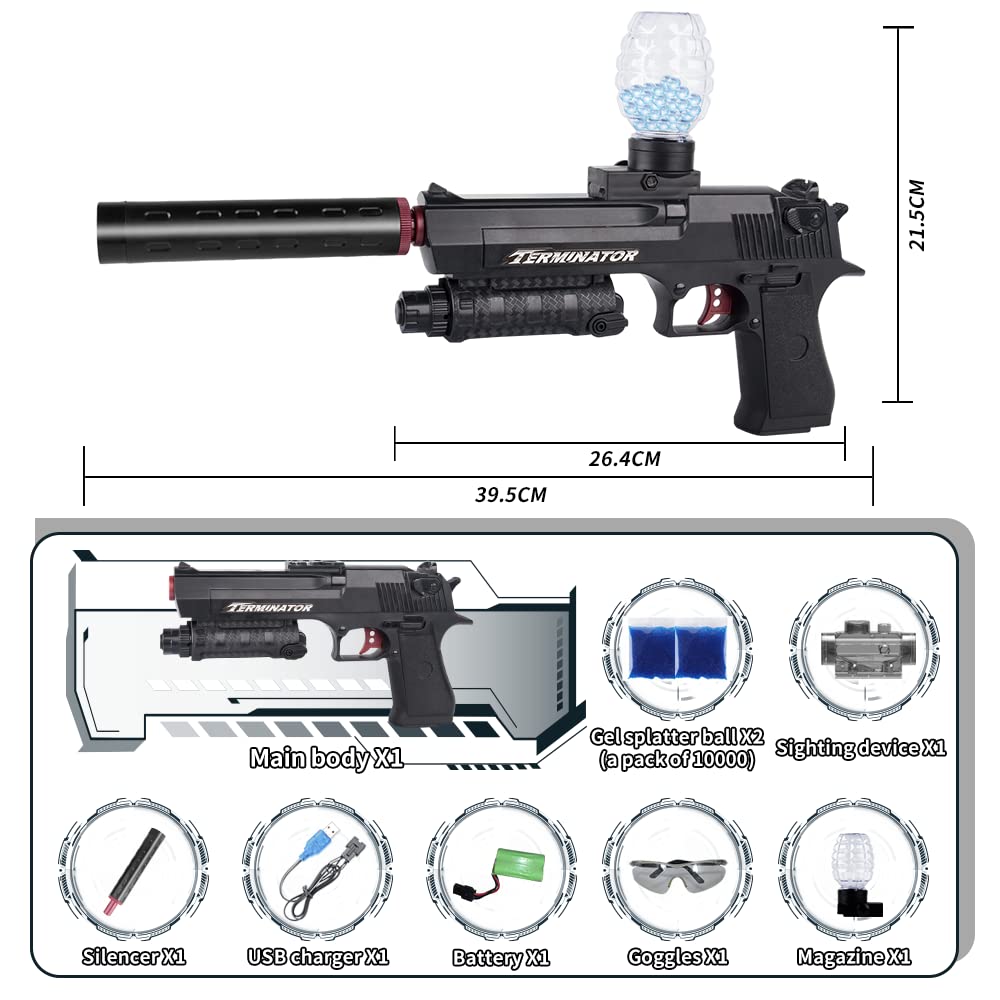 21.5CM
TERMINATOR
26.4CM
39.5CM
TERMINATOR
Main body X1
Gel splatter ball X2
(a pack of 10000)
Sighting device X1
Silencer X1
USB charger X1
Battery X1
Goggles X1
Magazine X1